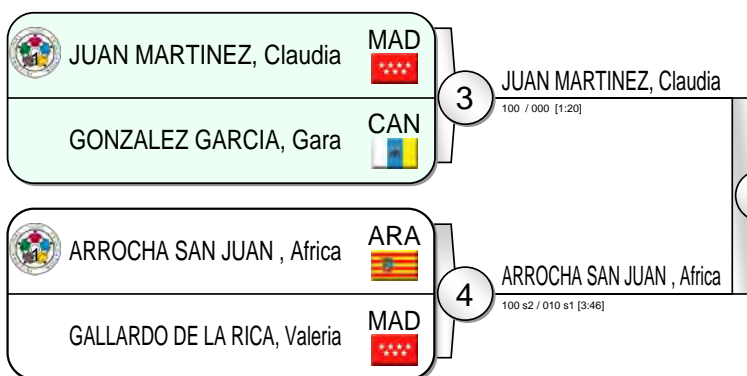 JUAN MARTINEZ, Claudia MAD
GONZALEZ GARCIA, Gara CAN
3
JUAN MARTINEZ, Claudia
100 / 000 [1:20]
ARROCHA SAN JUAN , Africa ARA
GALLARDO DE LA RICA, Valeria MAD
4
ARROCHA SAN JUAN , Africa
100 s2 / 010 s1 [3:46]